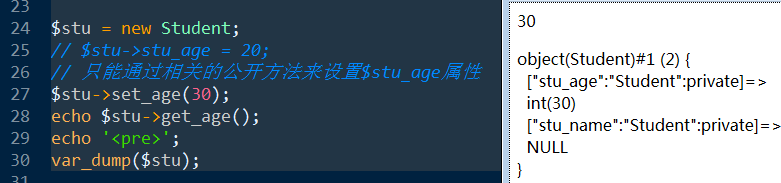 23
24 $stu = new Student;
25 // $stu->stu_age = 20;
26 // 只能通过相关的公开方法来设置$stu_age属性
27 $stu->set_age(30);
28 echo $stu->get_age();
29 echo '<pre>';
30 var_dump($stu);
31
30
object(Student)#1 (2) {
["stu_age":"Student":private]=>
int(30)
["stu_name":"Student":private]=>
NULL
}